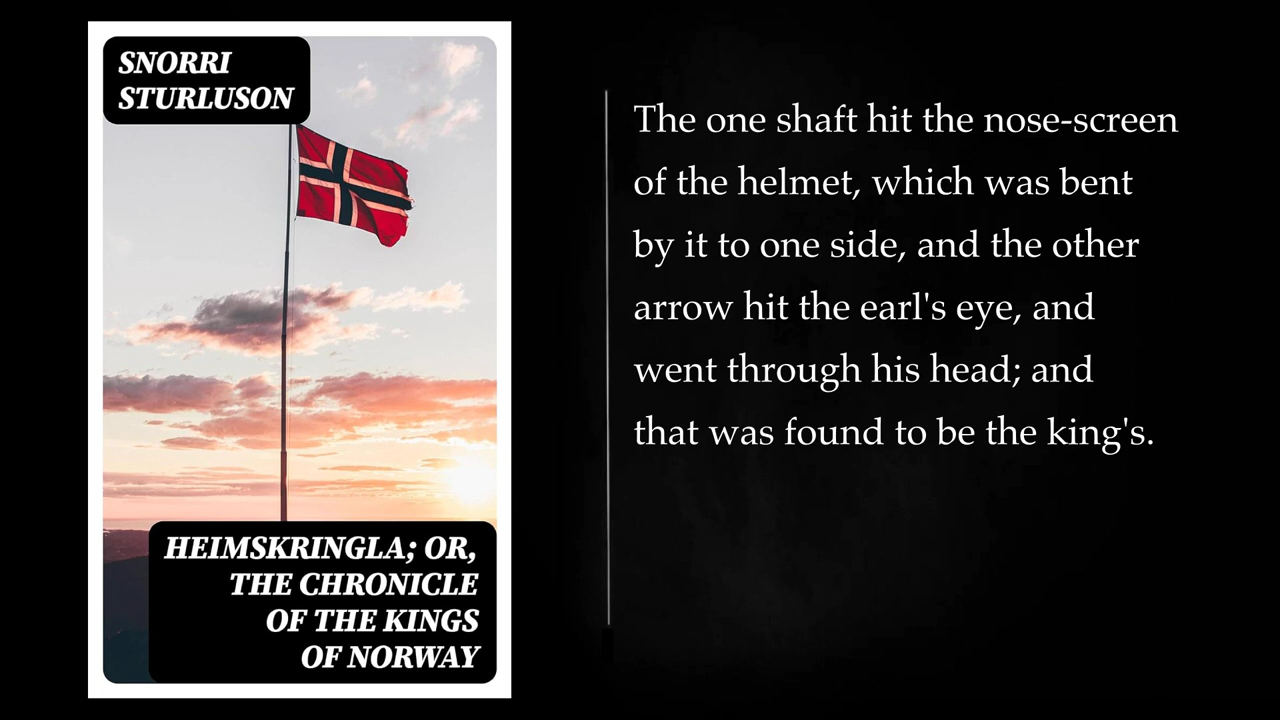 SNORRI
STURLUSON
HEIMSKRINGLA; OR,
THE CHRONICLE
OF THE KINGS
OF NORWAY
The one shaft hit the nose-screen
of the helmet, which was bent
by it to one side, and the other
arrow hit the earl's eye, and
went through his head; and
that was found to be the king's.